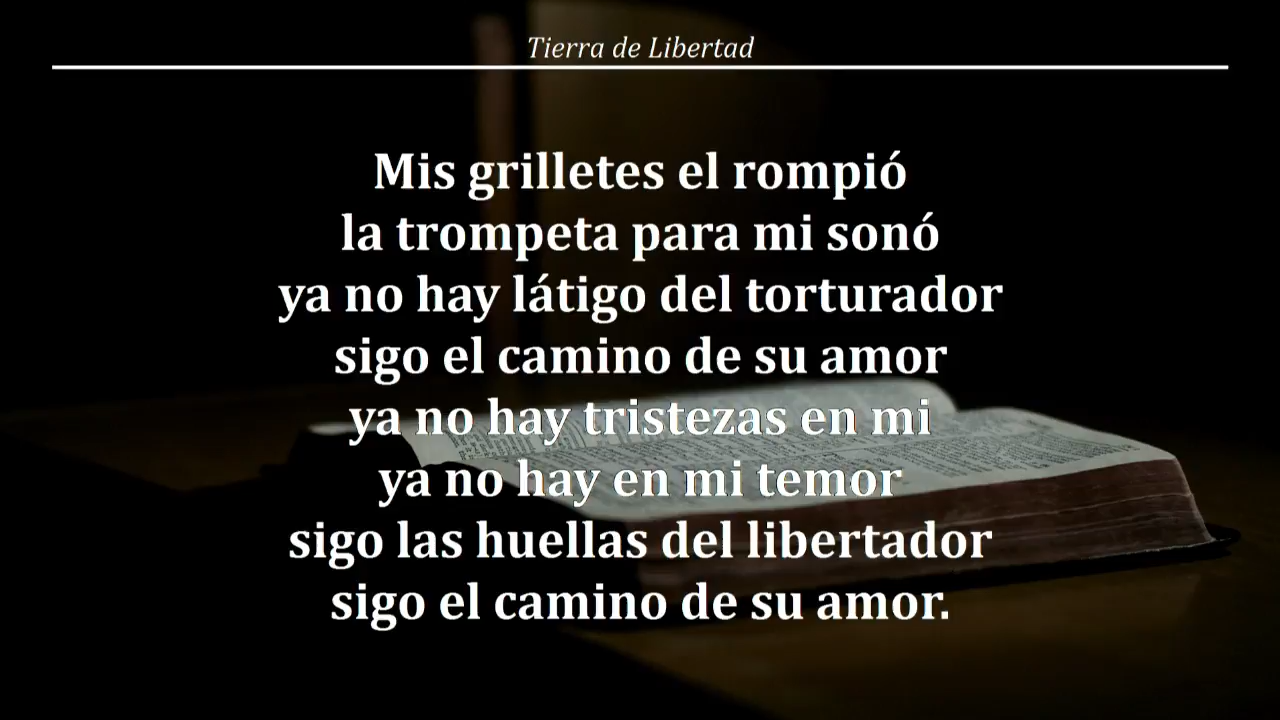 Tierra de Libertad
Mis grilletes el rompió
la trompeta para mi sonó
ya no hay látigo del torturador
sigo el camino de su amor
ya no hay tristezas en mi
ya no hay en mi temor
sigo las huellas del libertador
sigo el camino de su amor.